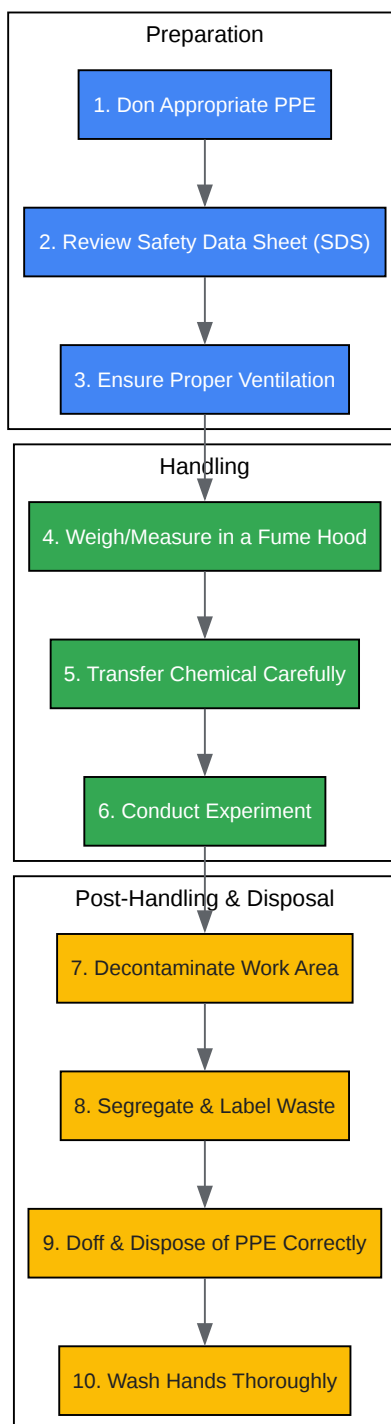 Preparation
1. Don Appropriate PPE
2. Review Safety Data Sheet (SDS)
3. Ensure Proper Ventilation
Handling
4. Weigh/Measure in a Fume Hood
5. Transfer Chemical Carefully
6. Conduct Experiment
Post-Handling & Disposal
7. Decontaminate Work Area
8. Segregate & Label Waste
9. Doff & Dispose of PPE Correctly
10. Wash Hands Thoroughly